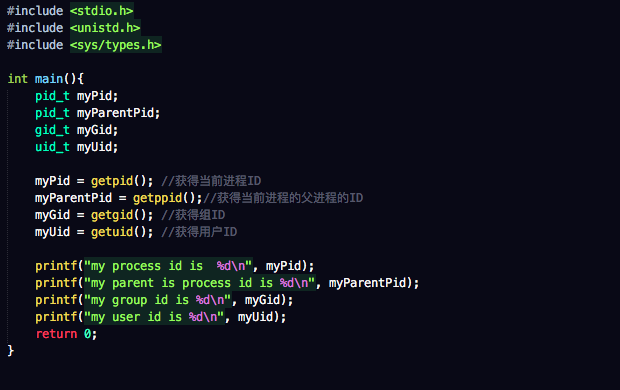 #include <stdio.h>
#include <unistd.h>
#include <sys/types.h>
int main(){
pid_t myPid;
pid_t myParentPid;
gid_t myGid;
uid_t myUid;
myPid = getpid(); //获得当前进程ID
myParentPid = getppid();//获得当前进程的父进程的ID
myGid = getgid(); //获得组ID
myUid = getuid(); //获得用户ID
printf("my process id is  %d\n", myPid);
printf("my parent is process id is %d\n", myParentPid);
printf("my group id is %d\n", myGid);
printf("my user id is %d\n", myUid);
return 0;
}